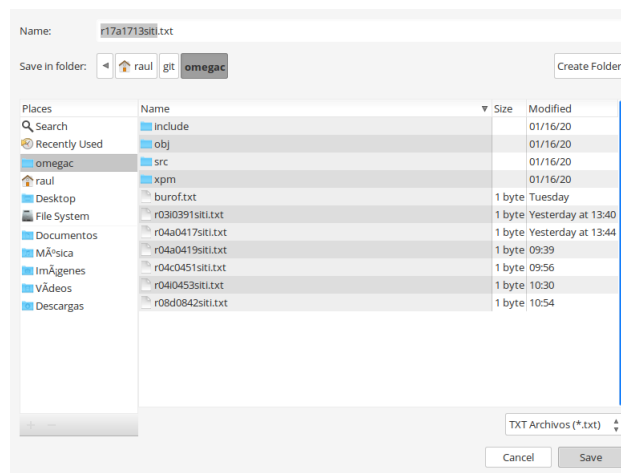 Name: r17a1713siti.txt
Save in folder: raul git omegac Create Folder
Places Name Size Modified
Search include 01/16/20
Recently Used obj 01/16/20
omegac src 01/16/20
raul xpm 01/16/20
Desktop burof.txt 1 byte Tuesday
File System r03i0391siti.txt 1 byte Yesterday at 13:40
Documentos r04a0417siti.txt 1 byte Yesterday at 13:44
MÃºsica r04a0419siti.txt 1 byte 09:39
ImÃ¡genes r04c0451siti.txt 1 byte 09:56
VÃ­deos r04i0453siti.txt 1 byte 10:30
Descargas r08d0842siti.txt 1 byte 10:54
TXT Archivos (*.txt)
Cancel Save